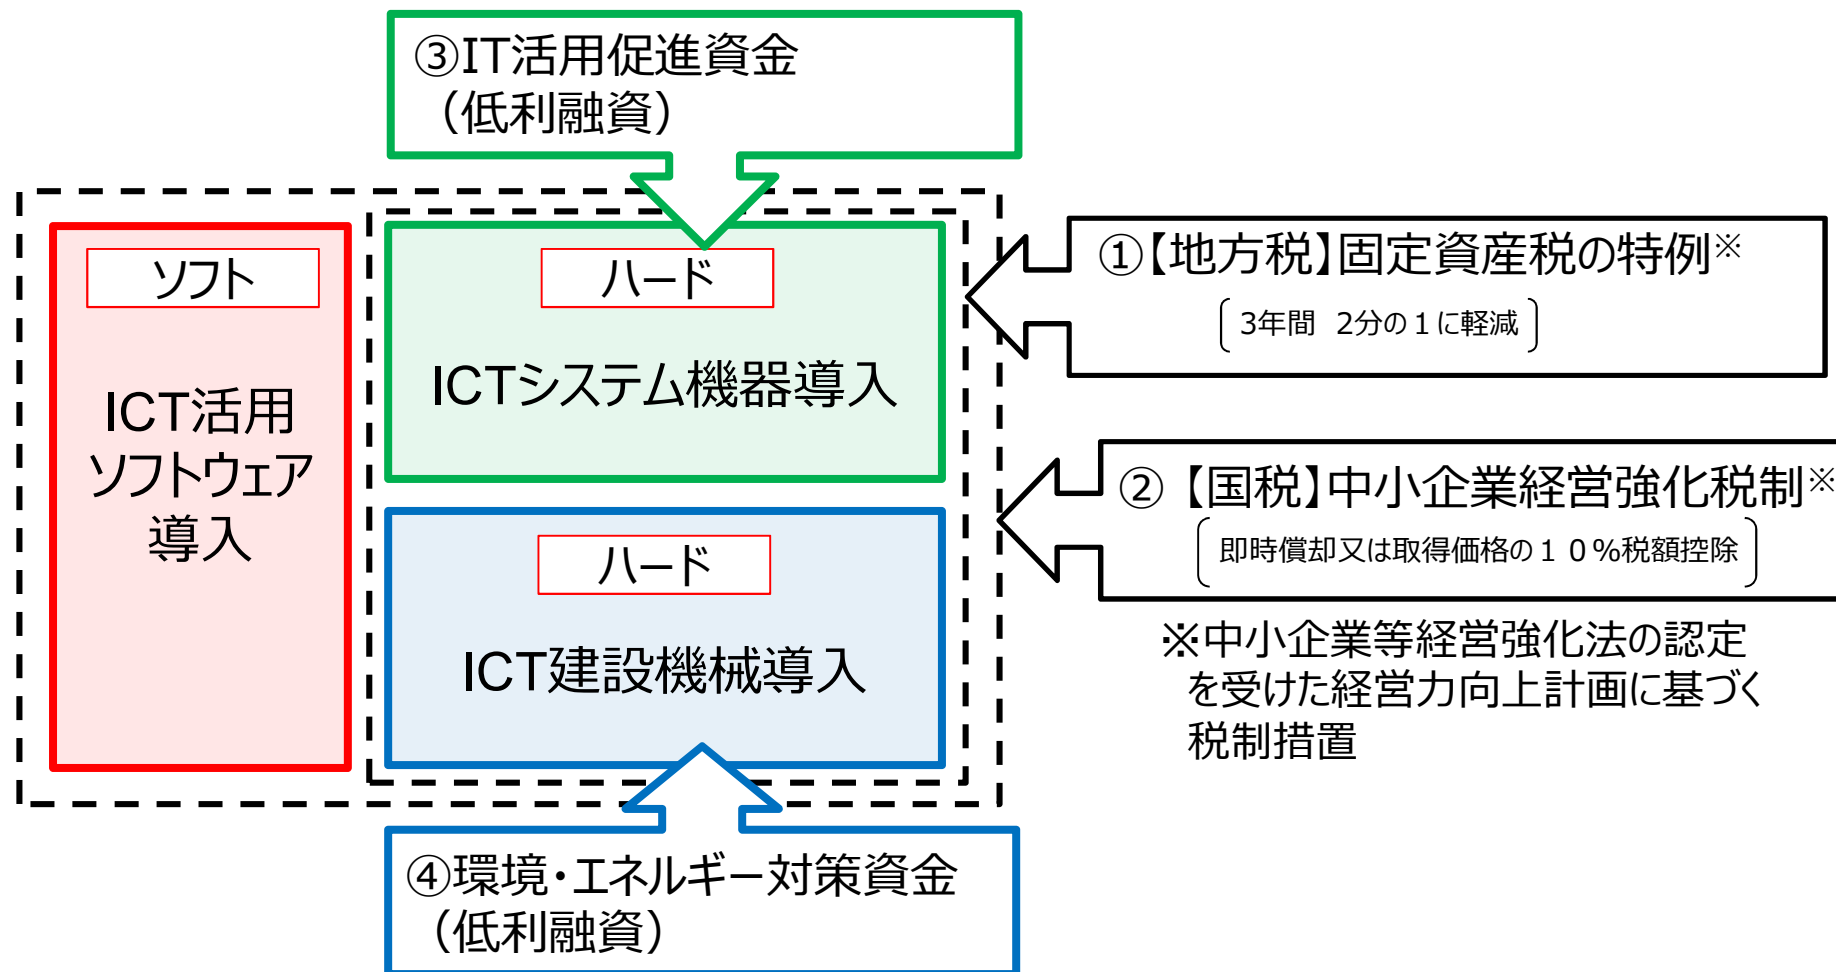 ③IT活用促進資金
（低利融資）
ソフト
ICT活用
ソフトウェア
導入
ハード
ICTシステム機器導入
ハード
ICT建設機械導入
①【地方税】固定資産税の特例※
3年間 2分の１に軽減
②【国税】中小企業経営強化税制※
即時償却又は取得価格の１０%税額控除
※中小企業等経営強化法の認定
を受けた経営力向上計画に基づく
税制措置
④環境・エネルギー対策資金
（低利融資）